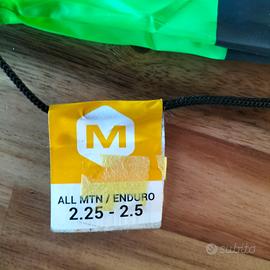 M
ALL MTN / ENDURO
2.25 - 2.5
subito